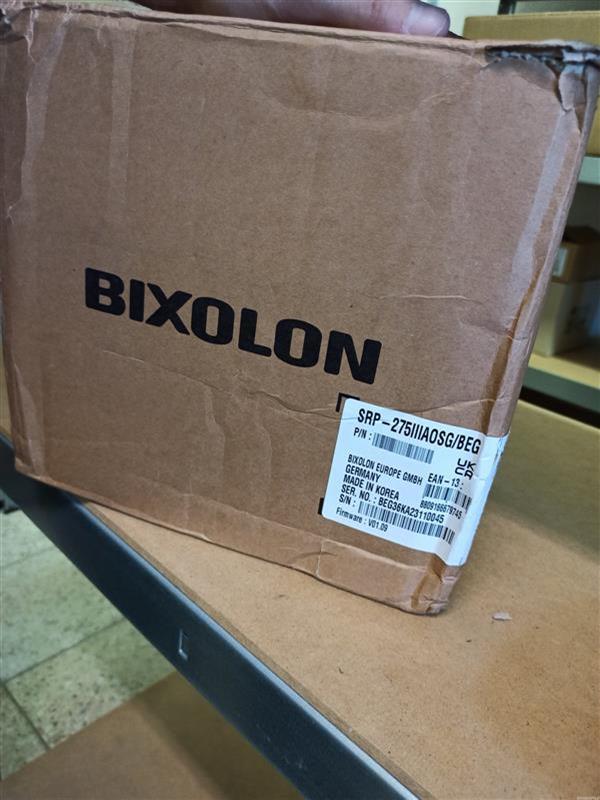 BIXOLON
SRP-275IIIAOSG/BEG
P/N :
BIXOLON EUROPE GMBH EAN-13 :
GERMANY
MADE IN KOREA
SER. NO. : BEG36KA23110045
S/N :
Firmware : V01.09
UK
CA